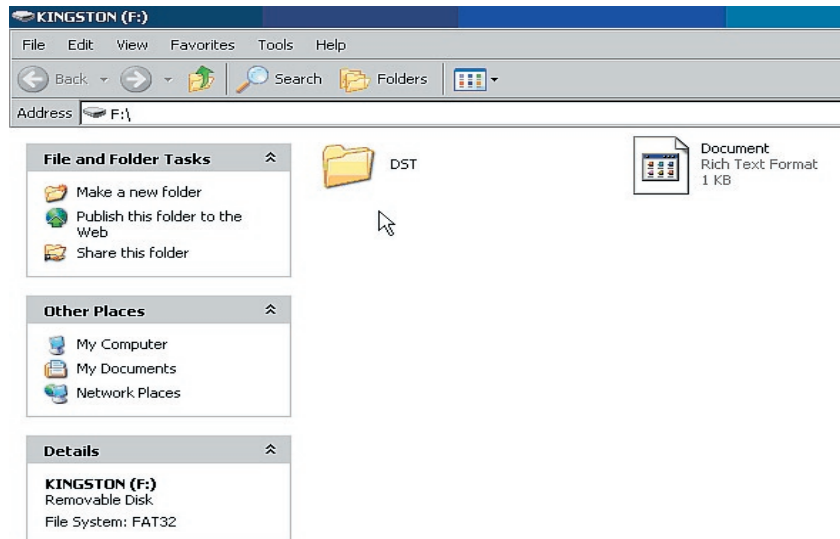 KINGSTON (F:)
File Edit View Favorites Tools Help
Back Search Folders
Address F:\
File and Folder Tasks
Make a new folder
Publish this folder to the
Web
Share this folder
Other Places
My Computer
My Documents
Network Places
Details
KINGSTON (F:)
Removable Disk
File System: FAT32
DST
Document
Rich Text Format
1 KB